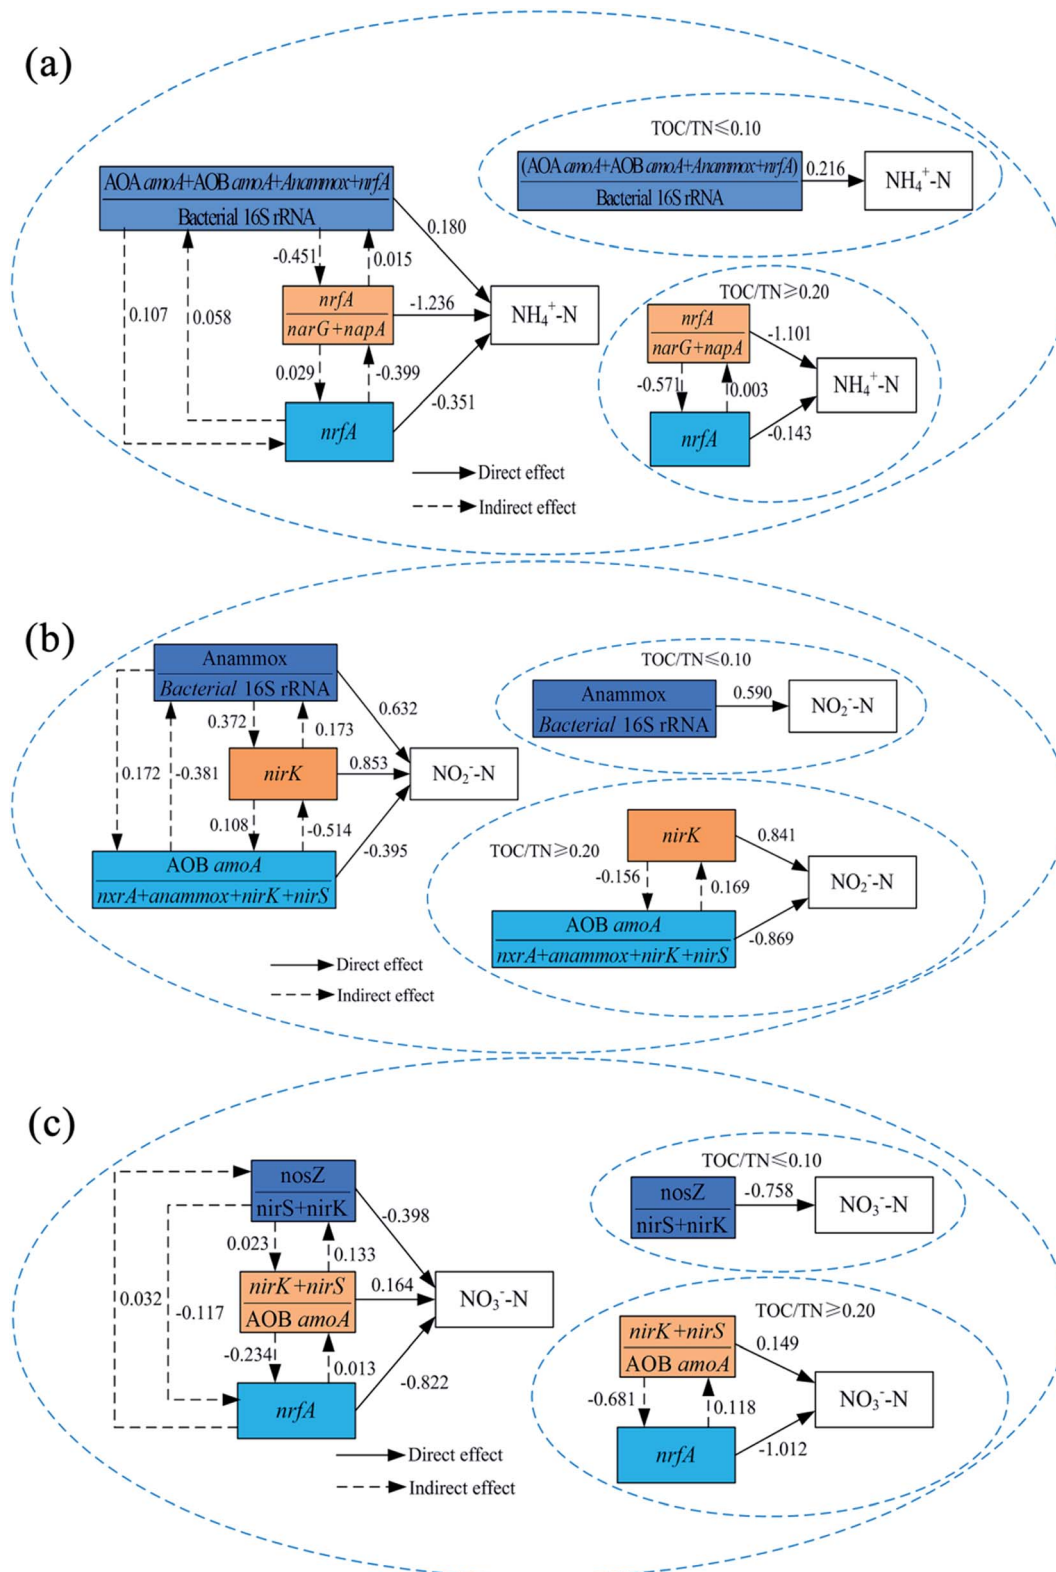 (a)
TOC/TN≤0.10
AOA amoA+AOB amoA+Anammox+nrfA
Bacterial 16S rRNA
(AOA amoA+AOB amoA+Anammox+nrfA)
Bacterial 16S rRNA
0.216
NH₄⁺-N
0.180
-0.451
0.015
0.107
0.058
nrfA
narG+napA
-1.236
NH₄⁺-N
0.029
-0.399
-0.351
nrfA
TOC/TN≥0.20
nrfA
narG+napA
-1.101
NH₄⁺-N
-0.571
0.003
nrfA
-0.143
Direct effect
Indirect effect
(b)
Anammox
Bacterial 16S rRNA
TOC/TN≤0.10
Anammox
Bacterial 16S rRNA
0.590
NO₂⁻-N
0.372
0.173
0.632
0.172
-0.381
nirK
0.853
NO₂⁻-N
0.108
-0.514
-0.395
AOB amoA
nxrA+anammox+nirK+nirS
TOC/TN≥0.20
nirK
0.841
NO₂⁻-N
-0.156
0.169
AOB amoA
nxrA+anammox+nirK+nirS
-0.869
Direct effect
Indirect effect
(c)
nosZ
nirS+nirK
TOC/TN≤0.10
nosZ
nirS+nirK
-0.758
NO₃⁻-N
-0.398
0.023
0.133
0.032
-0.117
nirK+nirS
AOB amoA
0.164
NO₃⁻-N
-0.234
0.013
-0.822
nrfA
TOC/TN≥0.20
nirK+nirS
AOB amoA
0.149
NO₃⁻-N
-0.681
0.118
nrfA
-1.012
Direct effect
Indirect effect